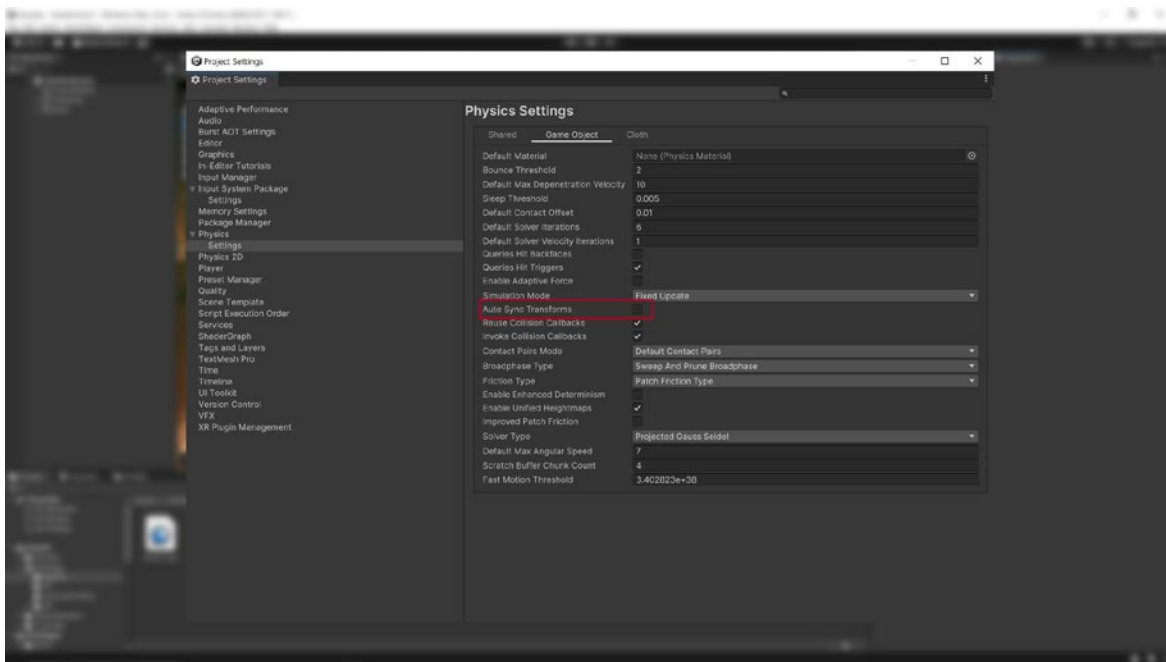 Project Settings
Project Settings
Adaptive Performance
Audio
Burst AOT Settings
Editor
Graphics
In-Editor Tutorials
Input Manager
Input System Package
Settings
Memory Settings
Package Manager
Physics
Settings
Physics 2D
Player
Preset Manager
Quality
Scene Template
Script Execution Order
Services
ShaderGraph
Tags and Layers
TextMesh Pro
Time
Timeline
UI Toolkit
Version Control
VFX
XR Plugin Management
Physics Settings
Shared Game Object Cloth
Default Material None (Physics Material)
Bounce Threshold 2
Default Max Depenetration Velocity 10
Sleep Threshold 0.005
Default Contact Offset 0.01
Default Solver Iterations 6
Default Solver Velocity Iterations 1
Queries Hit Backfaces
Queries Hit Triggers
Enable Adaptive Force
Simulation Mode Fixed Update
Auto Sync Transforms
Reuse Collision Callbacks
Invoke Collision Callbacks
Contact Pairs Mode Default Contact Pairs
Broadphase Type Sweep And Prune Broadphase
Friction Type Patch Friction Type
Enable Enhanced Determinism
Enable Unified Heightmaps
Improved Patch Friction
Solver Type Projected Gauss Seidel
Default Max Angular Speed 7
Scratch Buffer Chunk Count 4
Fast Motion Threshold 3.402823e+38